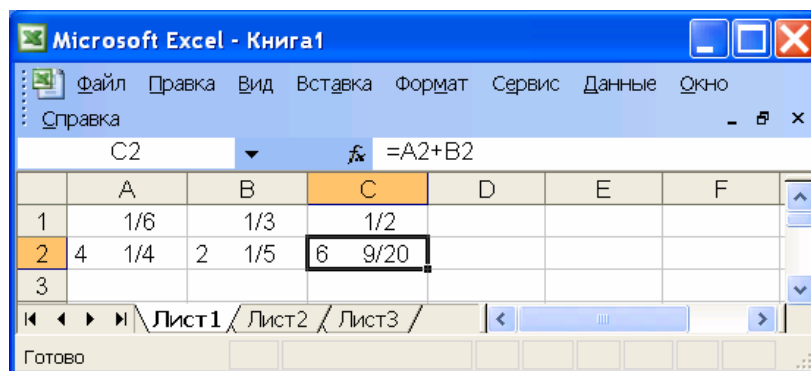 Microsoft Excel - Книга1
Файл Правка Вид Вставка Формат Сервис Данные Окно
Справка
C2 fx =A2+B2
A B C D E F
1 1/6 1/3 1/2
2 4 1/4 2 1/5 6 9/20
3
Лист1 Лист2 Лист3
Готово